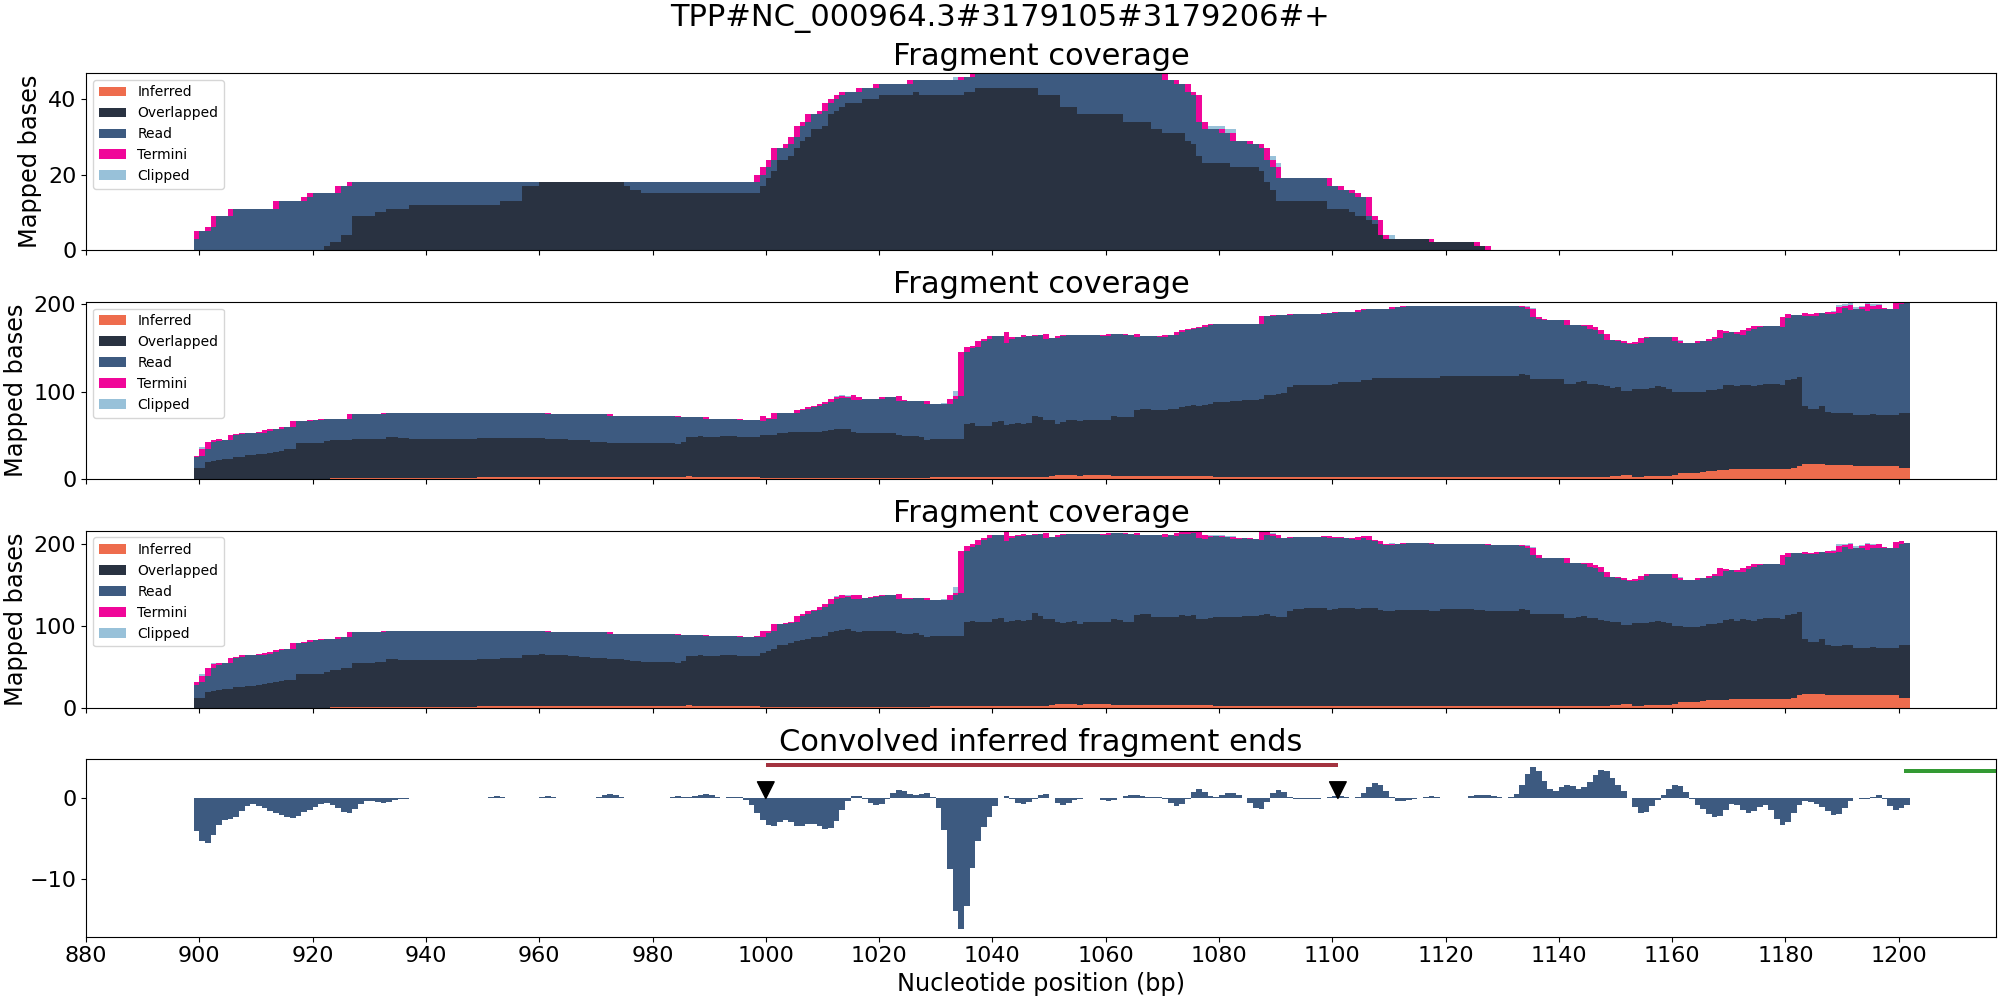 TPP#NC_000964.3#3179105#3179206#+
Fragment coverage
Mapped bases
40
20
0
Inferred
Overlapped
Read
Termini
Clipped
Fragment coverage
Mapped bases
200
100
0
Inferred
Overlapped
Read
Termini
Clipped
Fragment coverage
Mapped bases
200
100
0
Inferred
Overlapped
Read
Termini
Clipped
Convolved inferred fragment ends
0
−10
880 900 920 940 960 980 1000 1020 1040 1060 1080 1100 1120 1140 1160 1180 1200
Nucleotide position (bp)